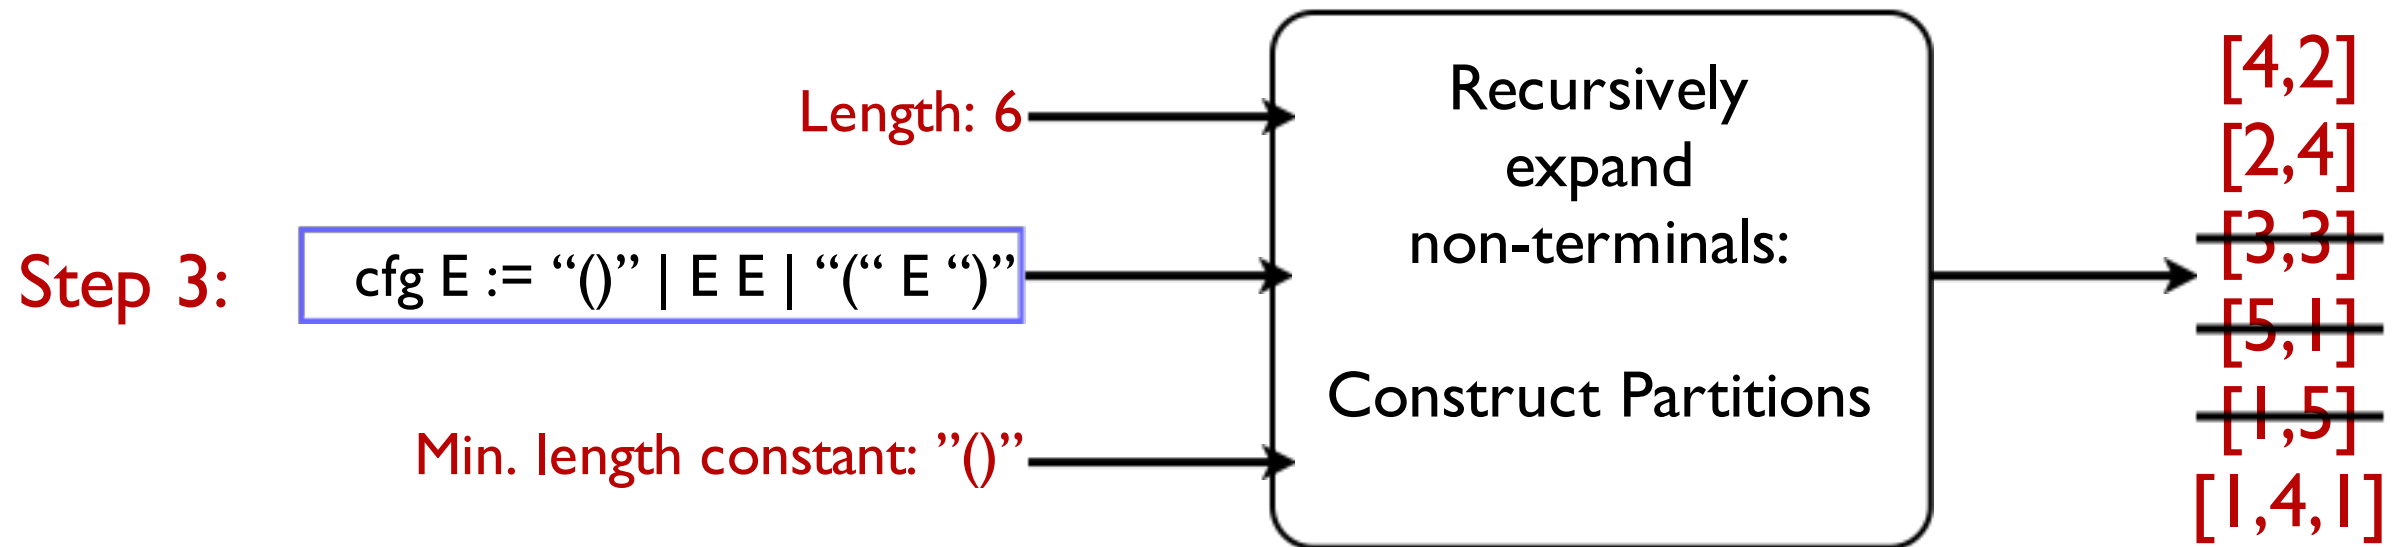 Step 3:
Length: 6
cfg E := “()” | E E | “(“ E “)”
Min. length constant: ”()”
Recursively
expand
non-terminals:
Construct Partitions
[4,2]
[2,4]
[3,3]
[5,1]
[1,5]
[1,4,1]